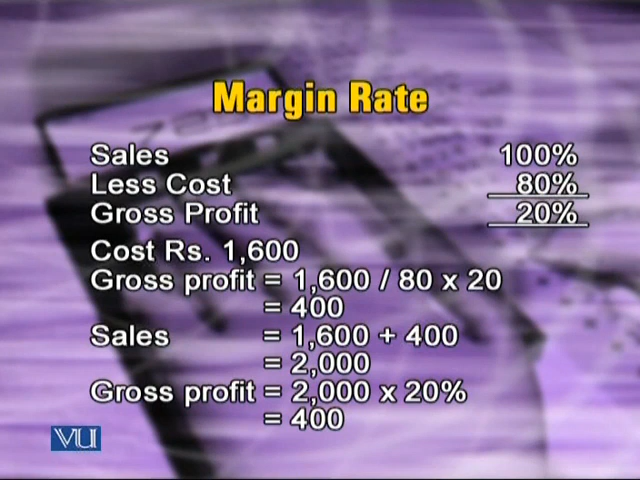 Margin Rate
Sales 100%
Less Cost 80%
Gross Profit 20%
Cost Rs. 1,600
Gross profit = 1,600 / 80 x 20
= 400
Sales = 1,600 + 400
= 2,000
Gross profit = 2,000 x 20%
= 400
VU